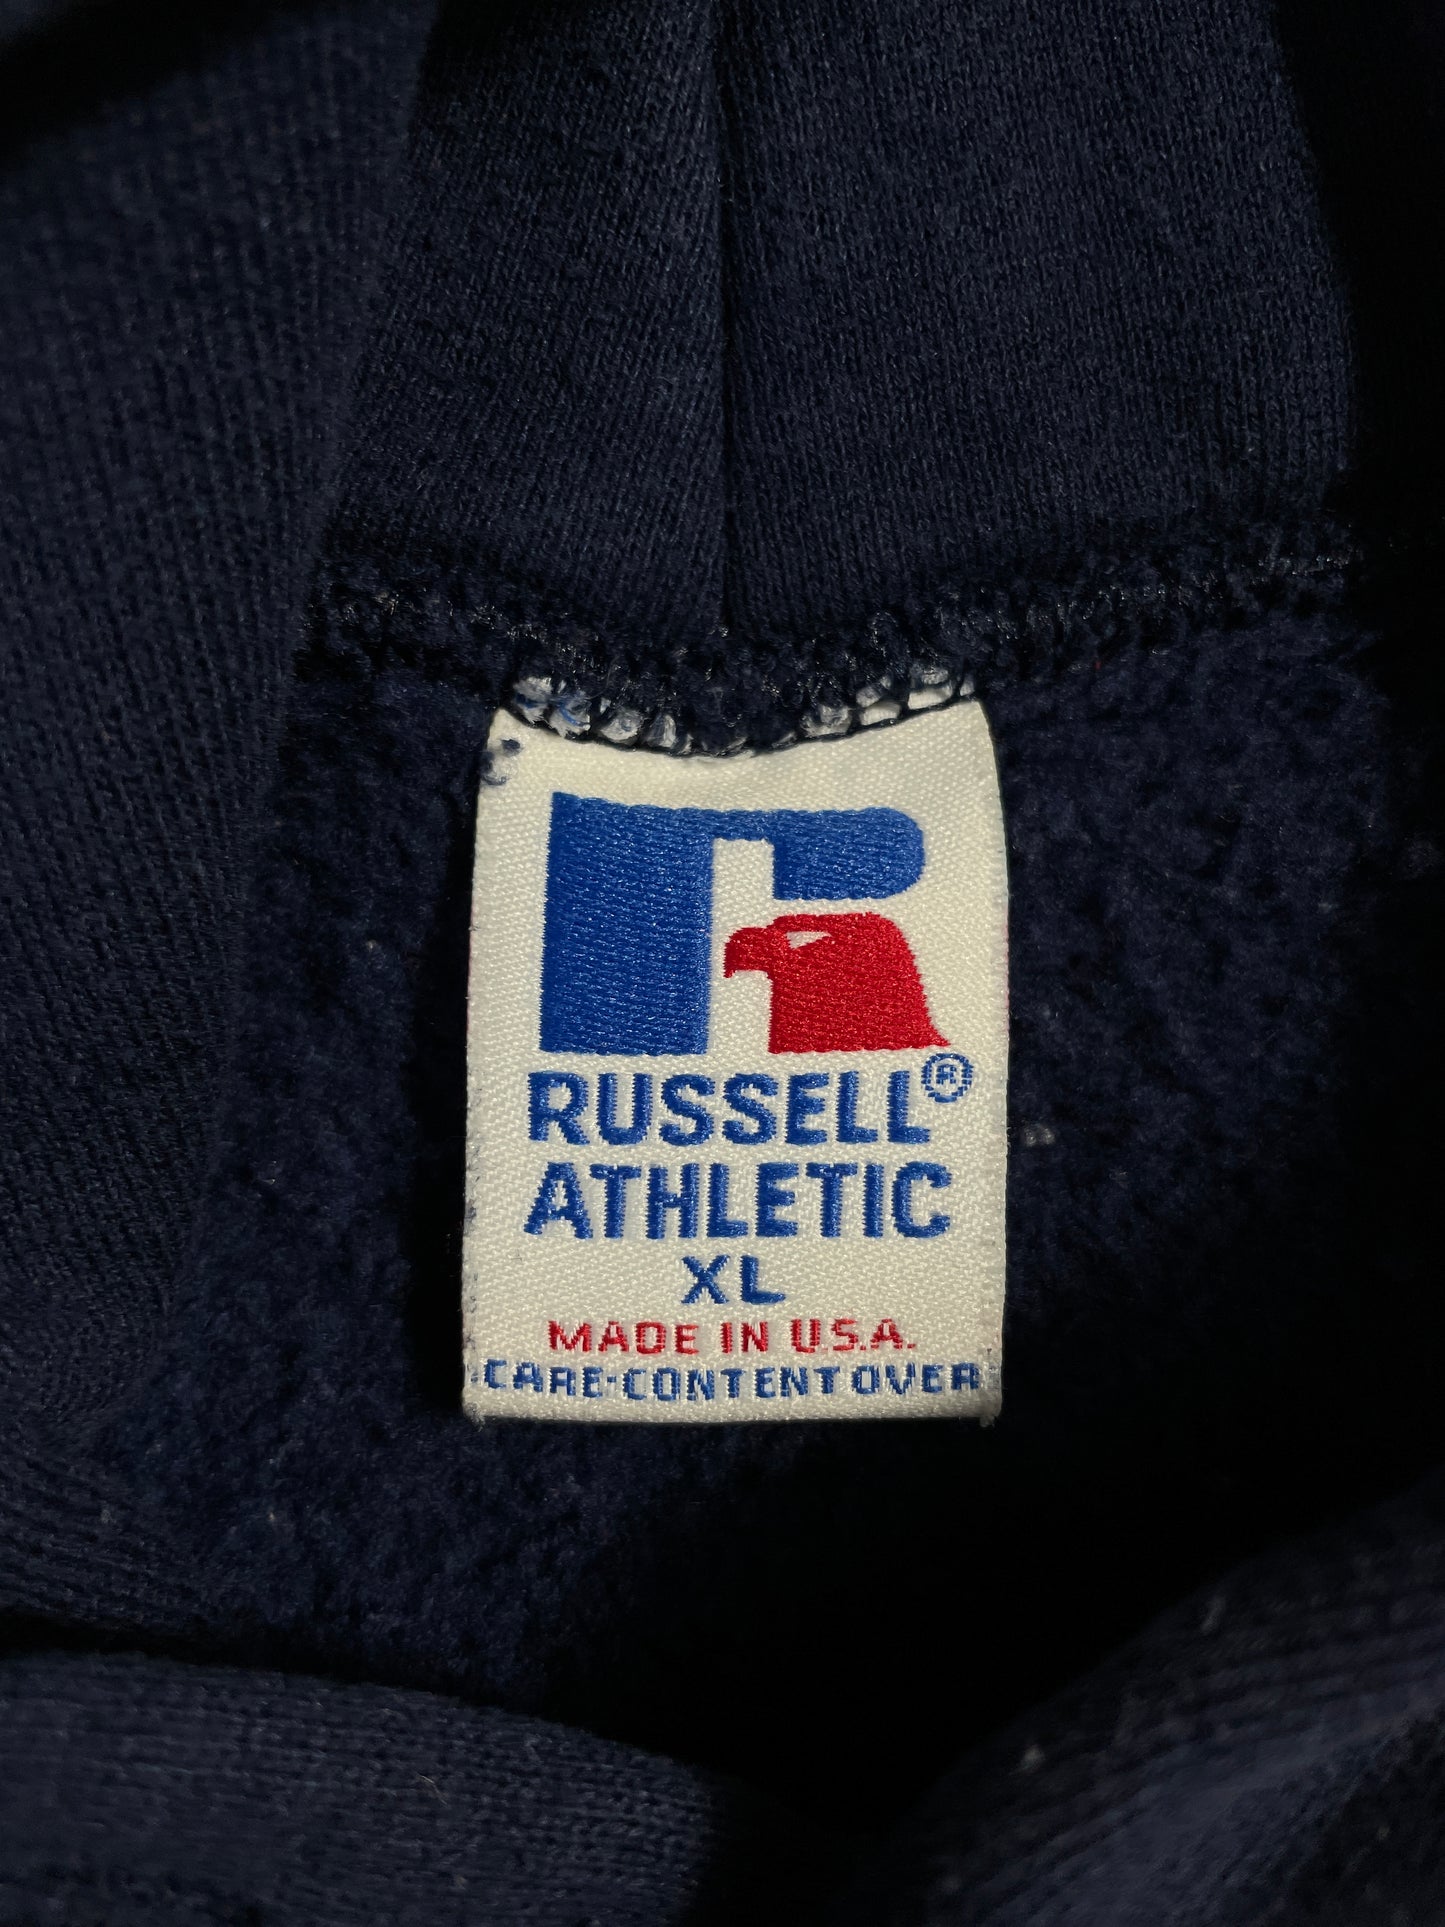 RUSSELL®
ATHLETIC
XL
MADE IN U.S.A.
CARE·CONTENT OVER